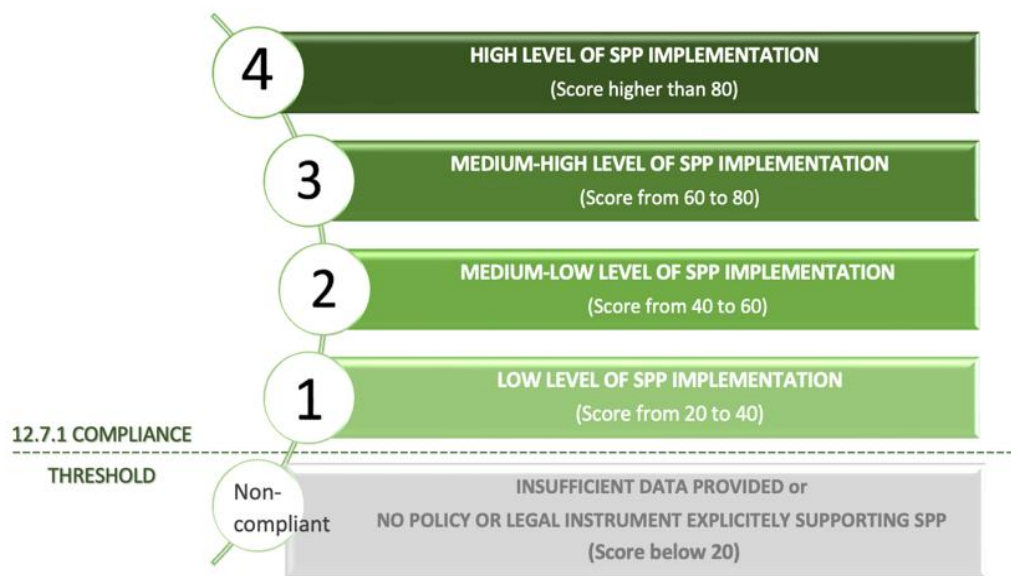 4
HIGH LEVEL OF SPP IMPLEMENTATION
(Score higher than 80)
3
MEDIUM-HIGH LEVEL OF SPP IMPLEMENTATION
(Score from 60 to 80)
2
MEDIUM-LOW LEVEL OF SPP IMPLEMENTATION
(Score from 40 to 60)
1
LOW LEVEL OF SPP IMPLEMENTATION
(Score from 20 to 40)
12.7.1 COMPLIANCE
THRESHOLD
Non-
compliant
INSUFFICIENT DATA PROVIDED or
NO POLICY OR LEGAL INSTRUMENT EXPLICITELY SUPPORTING SPP
(Score below 20)